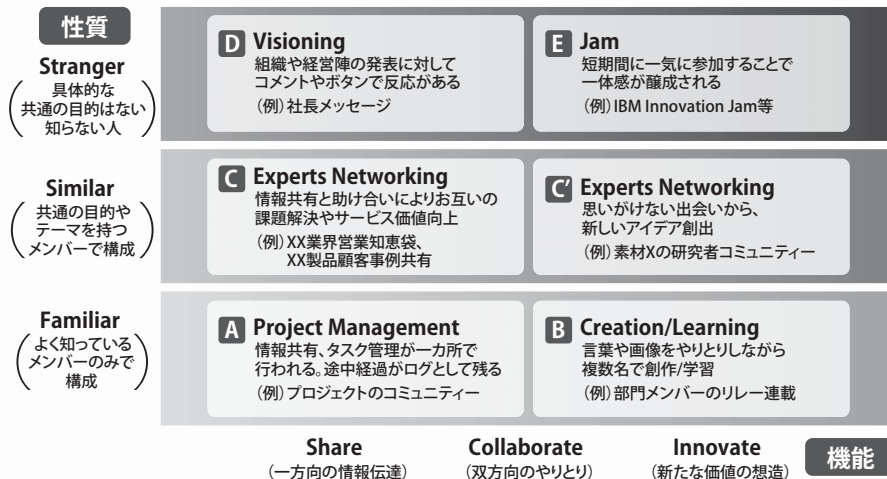 性質
Stranger
具体的な
共通の目的はない
知らない人
D Visioning
組織や経営陣の発表に対して
コメントやボタンで反応がある
(例)社長メッセージ
E Jam
短期間に一気に参加することで
一体感が醸成される
(例)IBM Innovation Jam等
Similar
共通の目的や
テーマを持つ
メンバーで構成
C Experts Networking
情報共有と助け合いによりお互いの
課題解決やサービス価値向上
(例)XX業界営業知恵袋、
XX製品顧客事例共有
C’ Experts Networking
思いがけない出会いから、
新しいアイデア創出
(例)素材Xの研究者コミュニティー
Familiar
よく知っている
メンバーのみで
構成
A Project Management
情報共有、タスク管理が一カ所で
行われる。途中経過がログとして残る
(例)プロジェクトのコミュニティー
B Creation/Learning
言葉や画像をやりとりしながら
複数名で創作/学習
(例)部門メンバーのリレー連載
Share
(一方向の情報伝達)
Collaborate
(双方向のやりとり)
Innovate
(新たな価値の想造)
機能